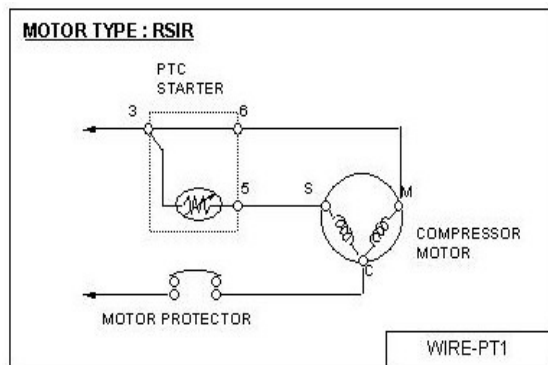 MOTOR TYPE : RSIR
PTC
STARTER
3
6
5
S
M
C
COMPRESSOR
MOTOR
MOTOR PROTECTOR
WIRE-PT1